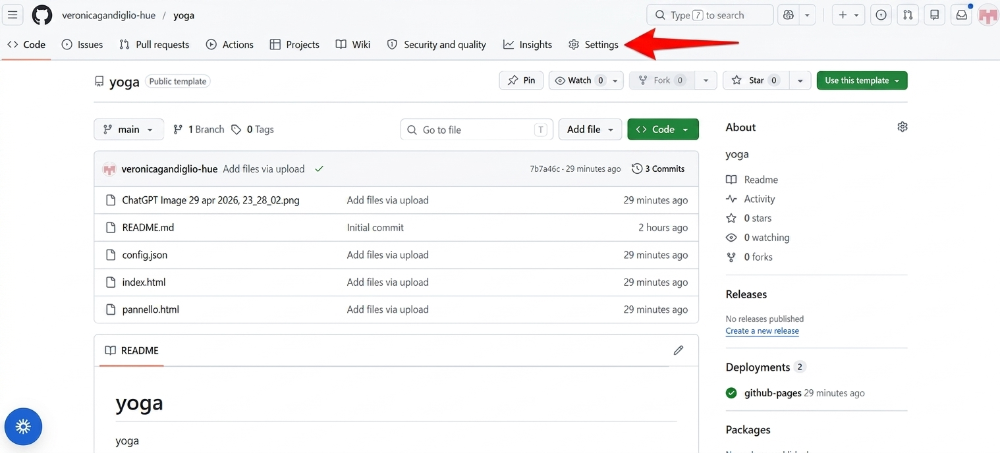 veronicagandiglio-hue / yoga
Type 7 to search
Code Issues Pull requests Actions Projects Wiki Security and quality Insights Settings
yoga Public template
Pin Watch 0 Fork 0 Star 0 Use this template
main 1 Branch 0 Tags
Go to file T Add file Code
veronicagandiglio-hue Add files via upload 7b7a46c · 29 minutes ago 3 Commits
ChatGPT Image 29 apr 2026, 23_28_02.png Add files via upload 29 minutes ago
README.md Initial commit 2 hours ago
config.json Add files via upload 29 minutes ago
index.html Add files via upload 29 minutes ago
pannello.html Add files via upload 29 minutes ago
README
yoga
yoga
About
yoga
Readme
Activity
0 stars
0 watching
0 forks
Releases
No releases published
Create a new release
Deployments 2
github-pages 29 minutes ago
Packages